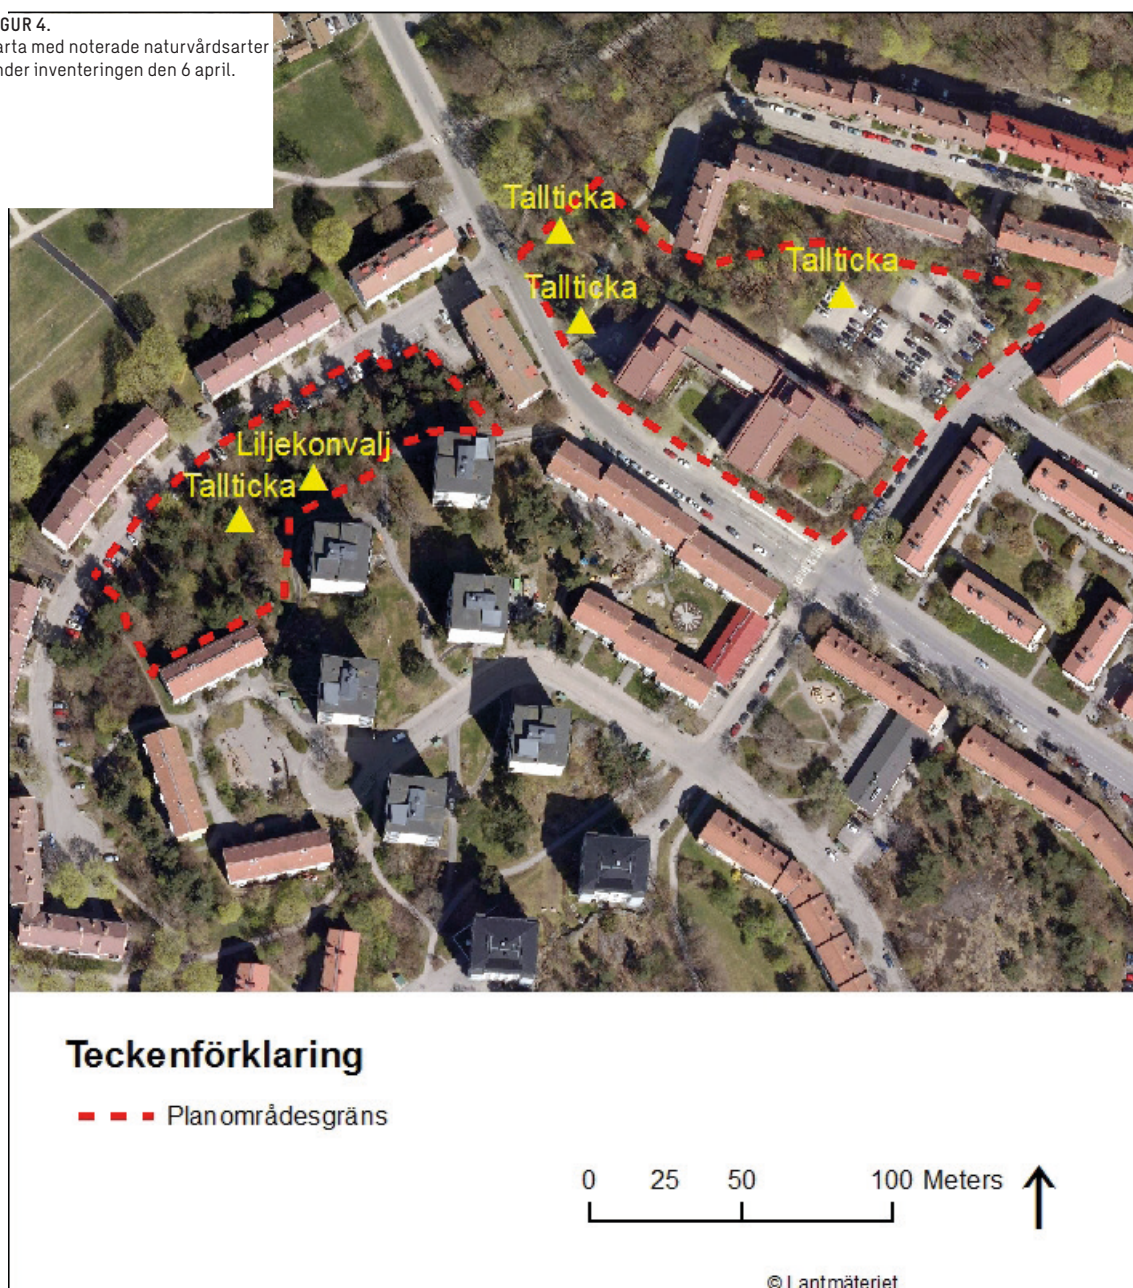 GUR 4.
arta med noterade naturvårdsarter
nder inventeringen den 6 april.
Tallticka
Tallticka
Tallticka
Liljekonvalj
Tallticka
Teckenförklaring
Planområdesgräns
0 25 50 100 Meters
© Lantmäteriet